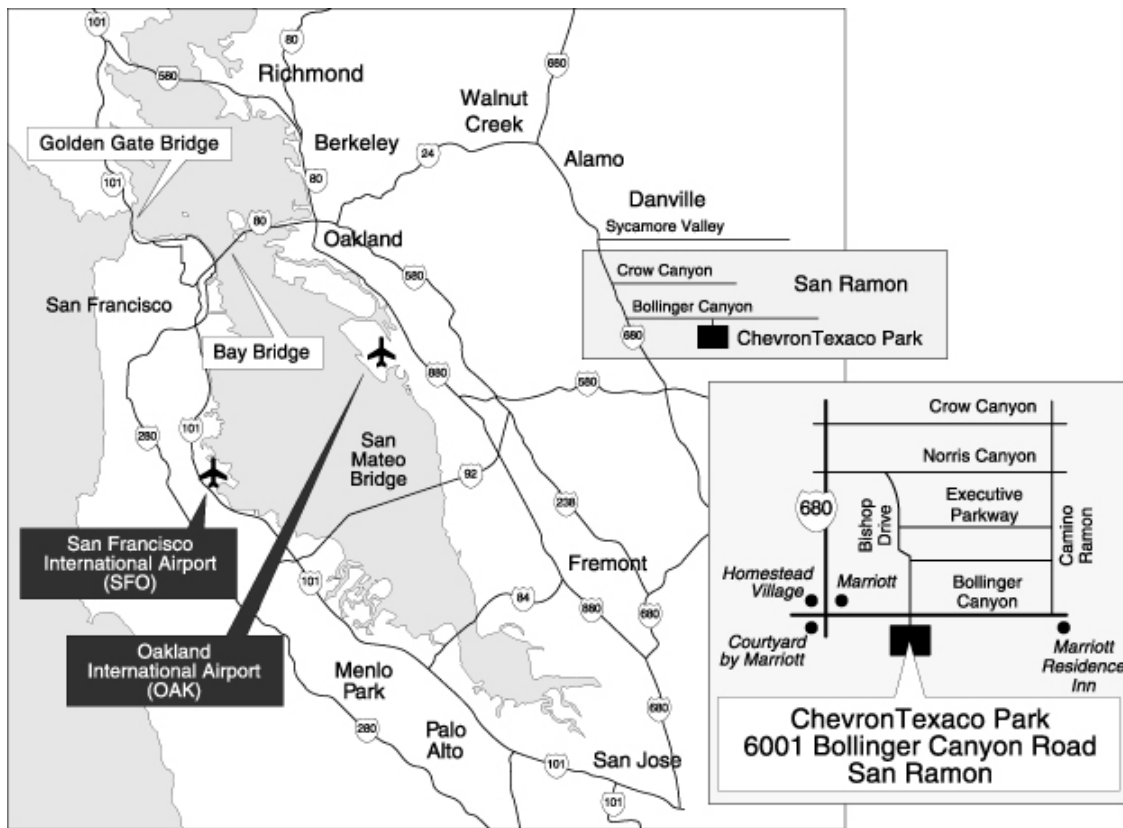 101
80
Richmond
680
580
Walnut
Creek
Golden Gate Bridge
Berkeley
24
Alamo
101
80
Danville
Sycamore Valley
80
Oakland
580
Crow Canyon
San Ramon
San Francisco
Bollinger Canyon
680
ChevronTexaco Park
Bay Bridge
880
580
280
101
San
Mateo
Bridge
92
238
San Francisco
International Airport
(SFO)
101
Fremont
84
880
680
Oakland
International Airport
(OAK)
Menlo
Park
280
Palo
Alto
680
101
San Jose
101
Crow Canyon
Norris Canyon
680
Bishop
Drive
Executive
Parkway
Camino
Ramon
Homestead
Village
Marriott
Bollinger
Canyon
Courtyard
by Marriott
Marriott
Residence
Inn
ChevronTexaco Park
6001 Bollinger Canyon Road
San Ramon